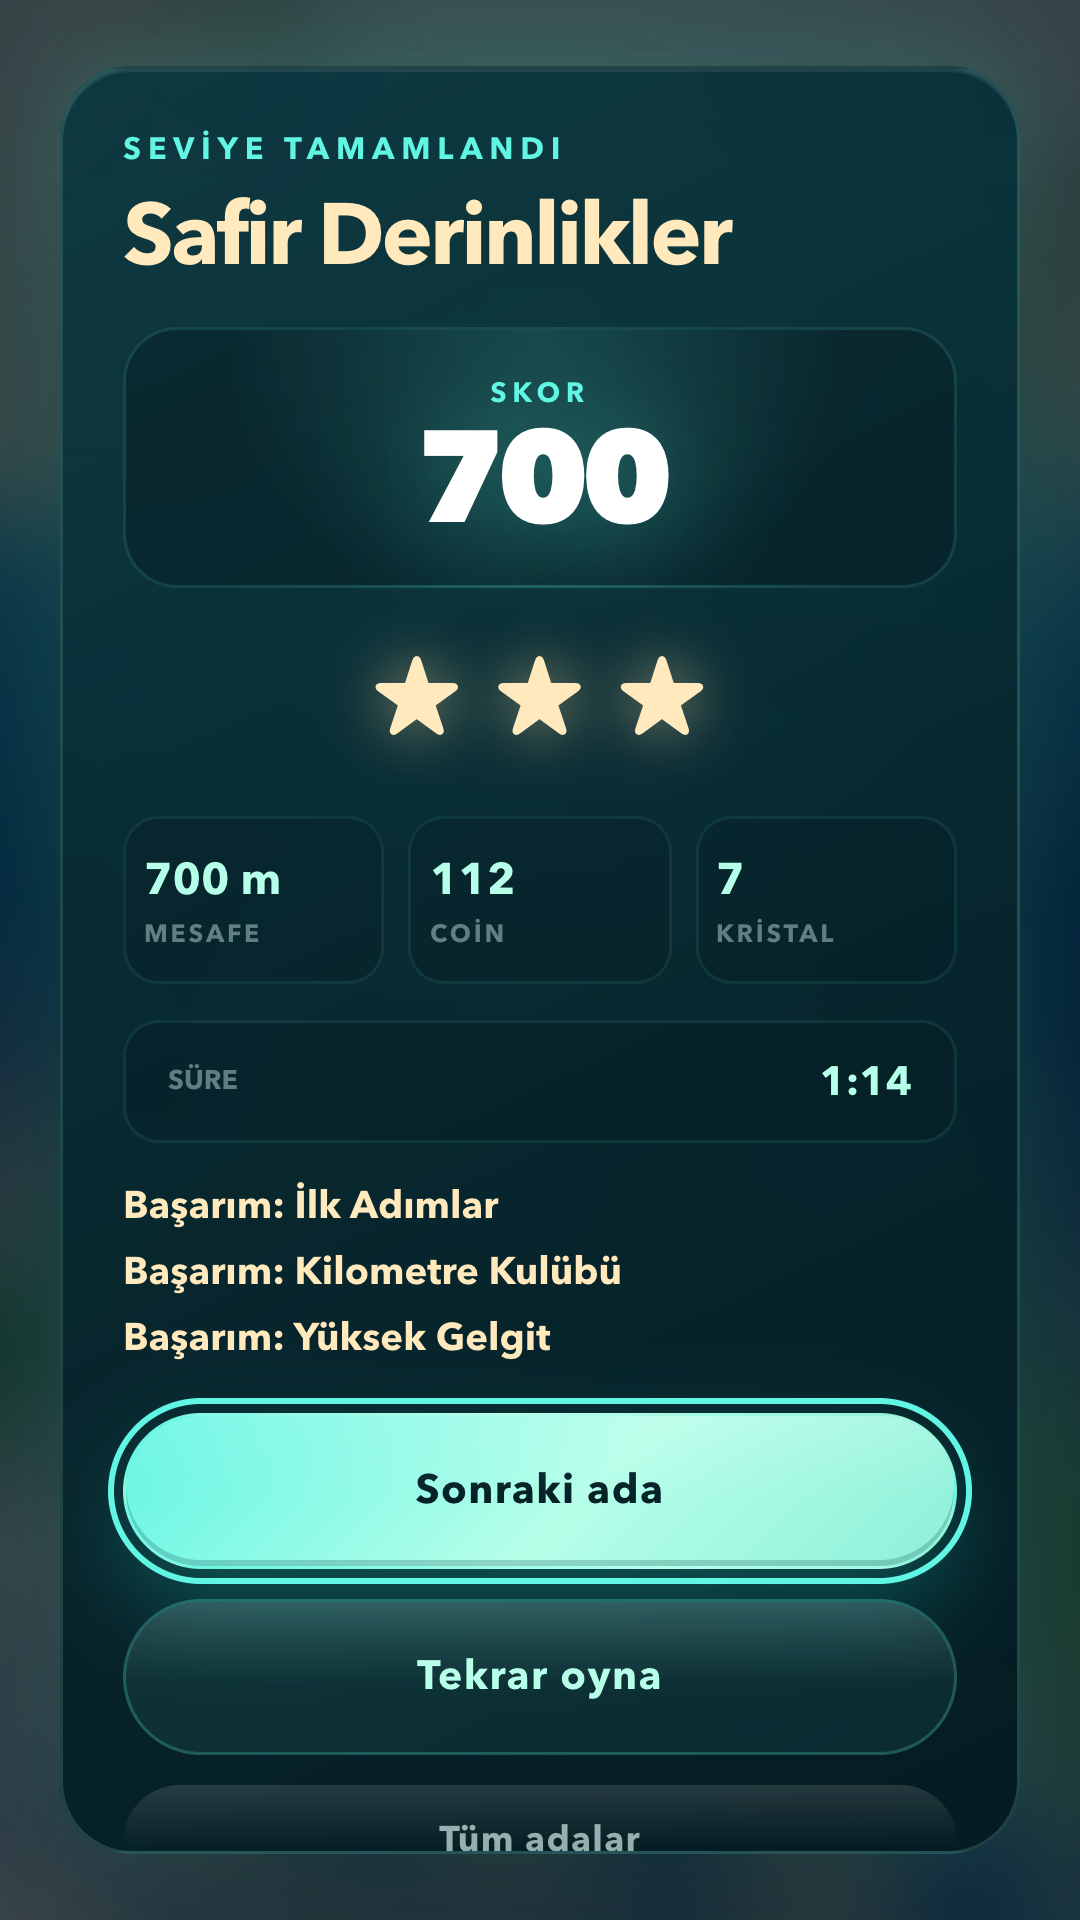 SEVİYE TAMAMLANDI
Safir Derinlikler
SKOR
700
700 m
MESAFE
112
COİN
7
KRİSTAL
SÜRE
1:14
Başarım: İlk Adımlar
Başarım: Kilometre Kulübü
Başarım: Yüksek Gelgit
Sonraki ada
Tekrar oyna
Tüm adalar